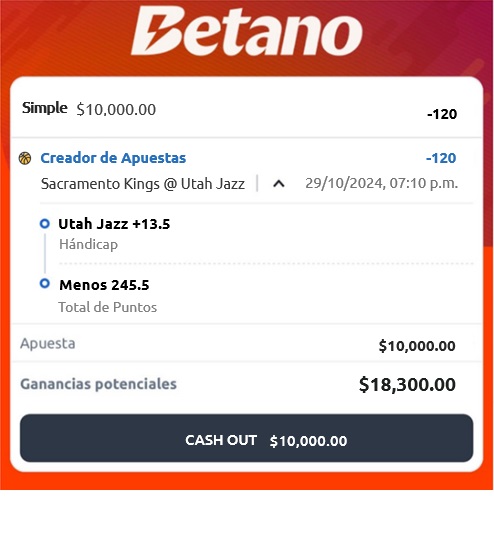 Betano
Simple $10,000.00 -120
Creador de Apuestas -120
Sacramento Kings @ Utah Jazz 29/10/2024, 07:10 p.m.
Utah Jazz +13.5
Hándicap
Menos 245.5
Total de Puntos
Apuesta $10,000.00
Ganancias potenciales $18,300.00
CASH OUT $10,000.00